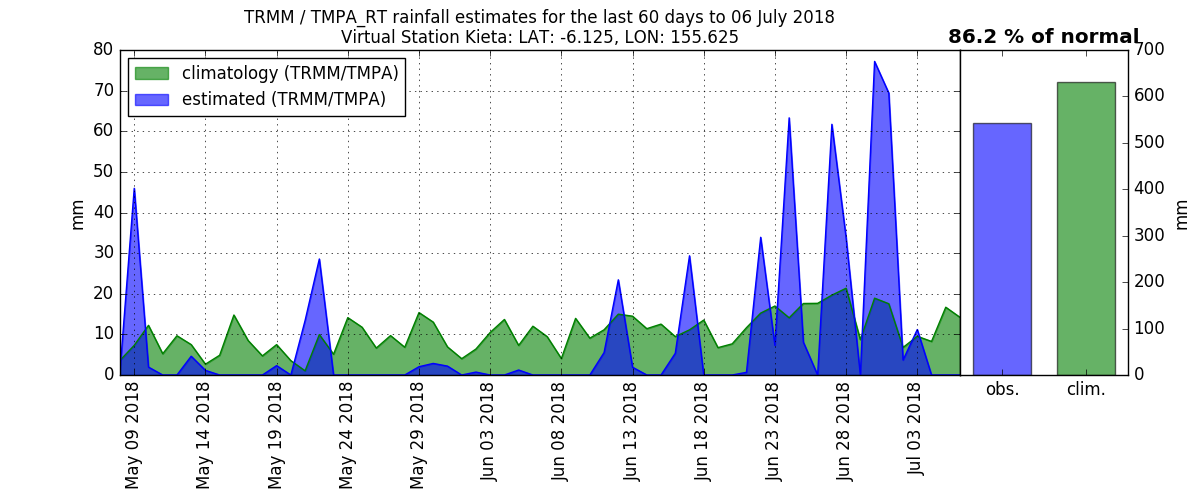 TRMM / TMPA_RT rainfall estimates for the last 60 days to 06 July 2018
Virtual Station Kieta: LAT: -6.125, LON: 155.625
86.2 % of normal
climatology (TRMM/TMPA)
estimated (TRMM/TMPA)
mm
80
70
60
50
40
30
20
10
0
May 09 2018
May 14 2018
May 19 2018
May 24 2018
May 29 2018
Jun 03 2018
Jun 08 2018
Jun 13 2018
Jun 18 2018
Jun 23 2018
Jun 28 2018
Jul 03 2018
obs.
clim.
700
600
500
400
300
200
100
0
mm